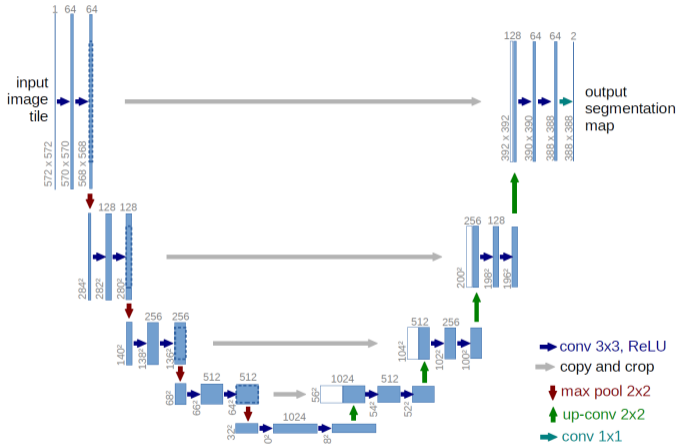 1 64 64
128 64 64 2
input
image
tile
output
segmentation
map
572 x 572
570 x 570
568 x 568
392 x 392
390 x 390
388 x 388
388 x 388
128 128
256 128
284²
282²
280²
200²
198²
196²
256 256
512 256
140²
138²
136²
104²
102²
100²
512 512
1024 512
68²
66²
64²
56²
54²
52²
1024
32²
0²
8²
conv 3x3, ReLU
copy and crop
max pool 2x2
up-conv 2x2
conv 1x1